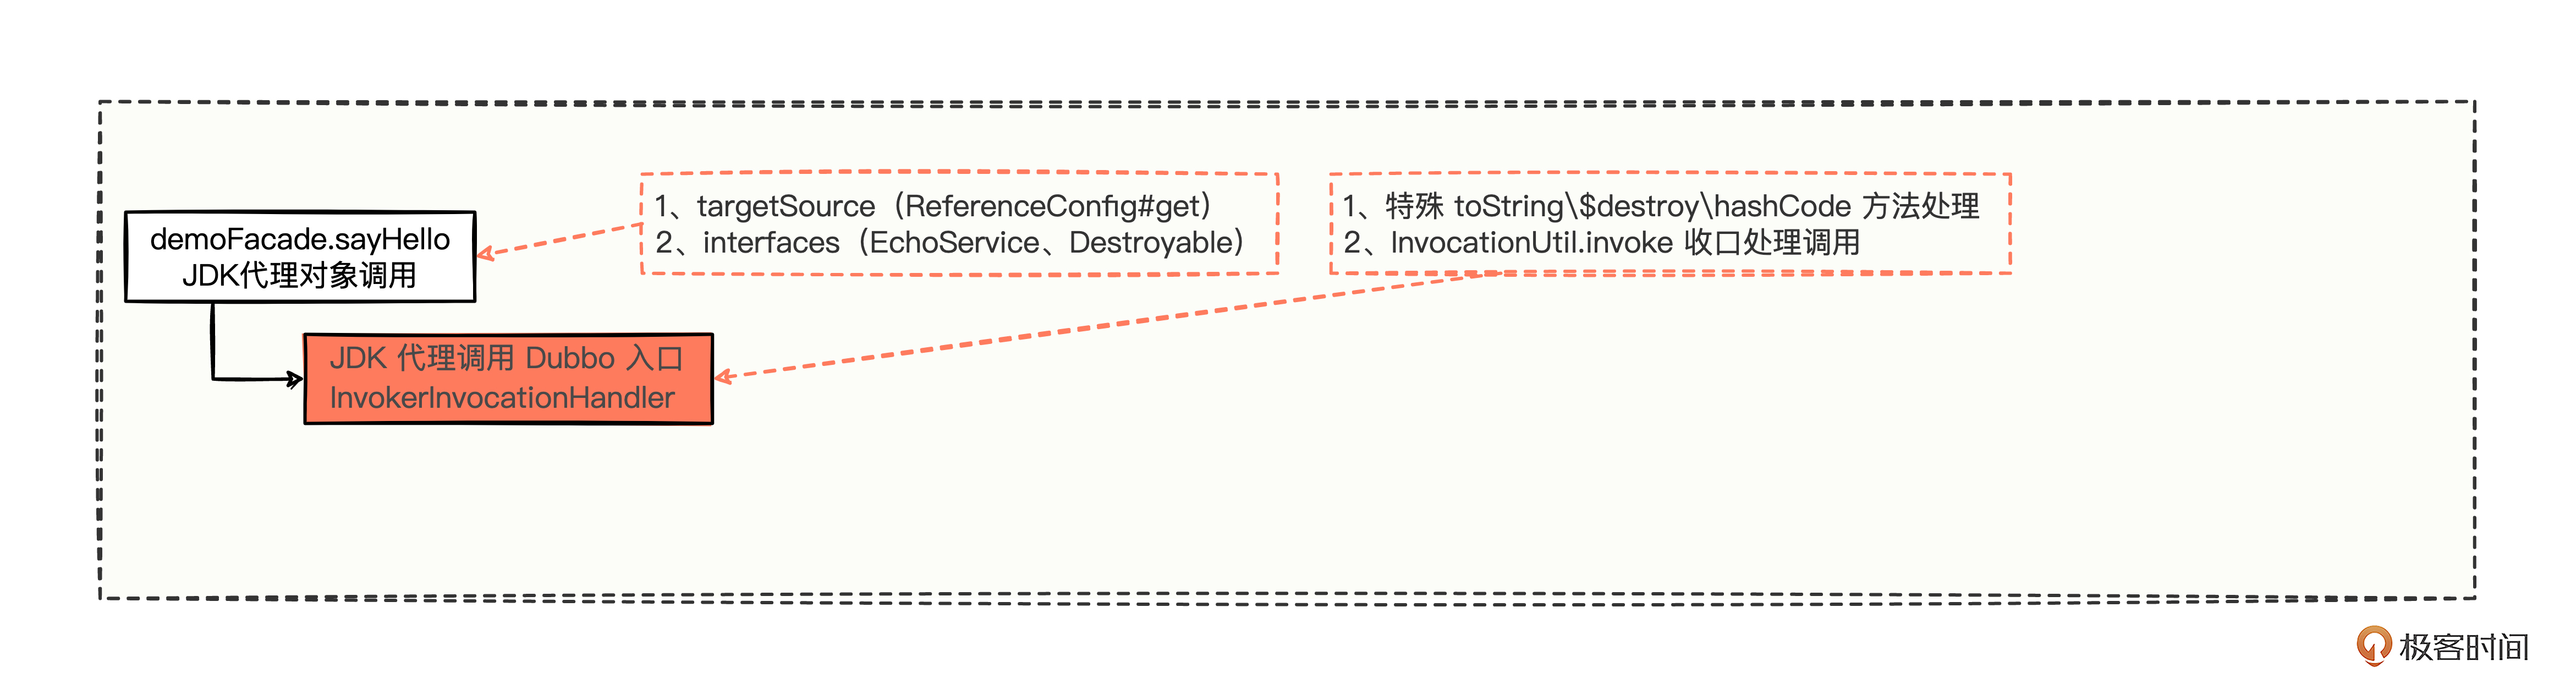 1、targetSource（ReferenceConfig#get）
2、interfaces（EchoService、Destroyable）
1、特殊 toString\$destroy\hashCode 方法处理
2、InvocationUtil.invoke 收口处理调用
demoFacade.sayHello
JDK代理对象调用
JDK 代理调用 Dubbo 入口
InvokerInvocationHandler
极客时间